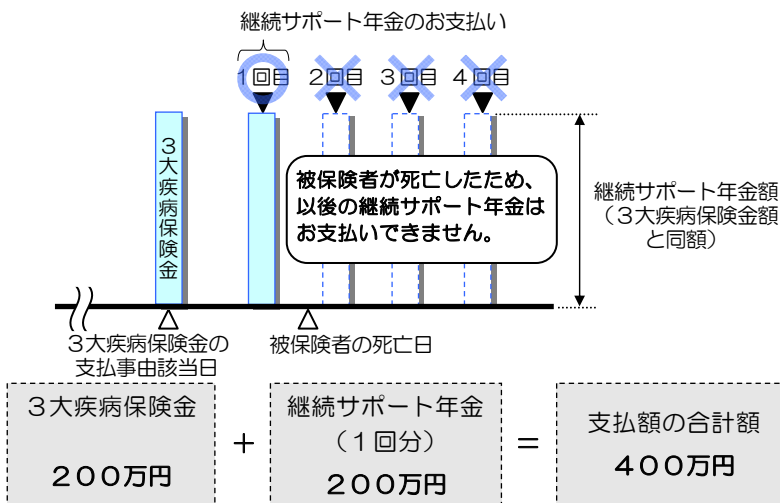 継続サポート年金のお支払い
1回目 2回目 3回目 4回目
3大疾病保険金
被保険者が死亡したため、
以後の継続サポート年金は
お支払いできません。
継続サポート年金額
(3大疾病保険金額
と同額)
3大疾病保険金の
支払事由該当日
被保険者の死亡日
3大疾病保険金
200万円
+
継続サポート年金
(1回分)
200万円
=
支払額の合計額
400万円